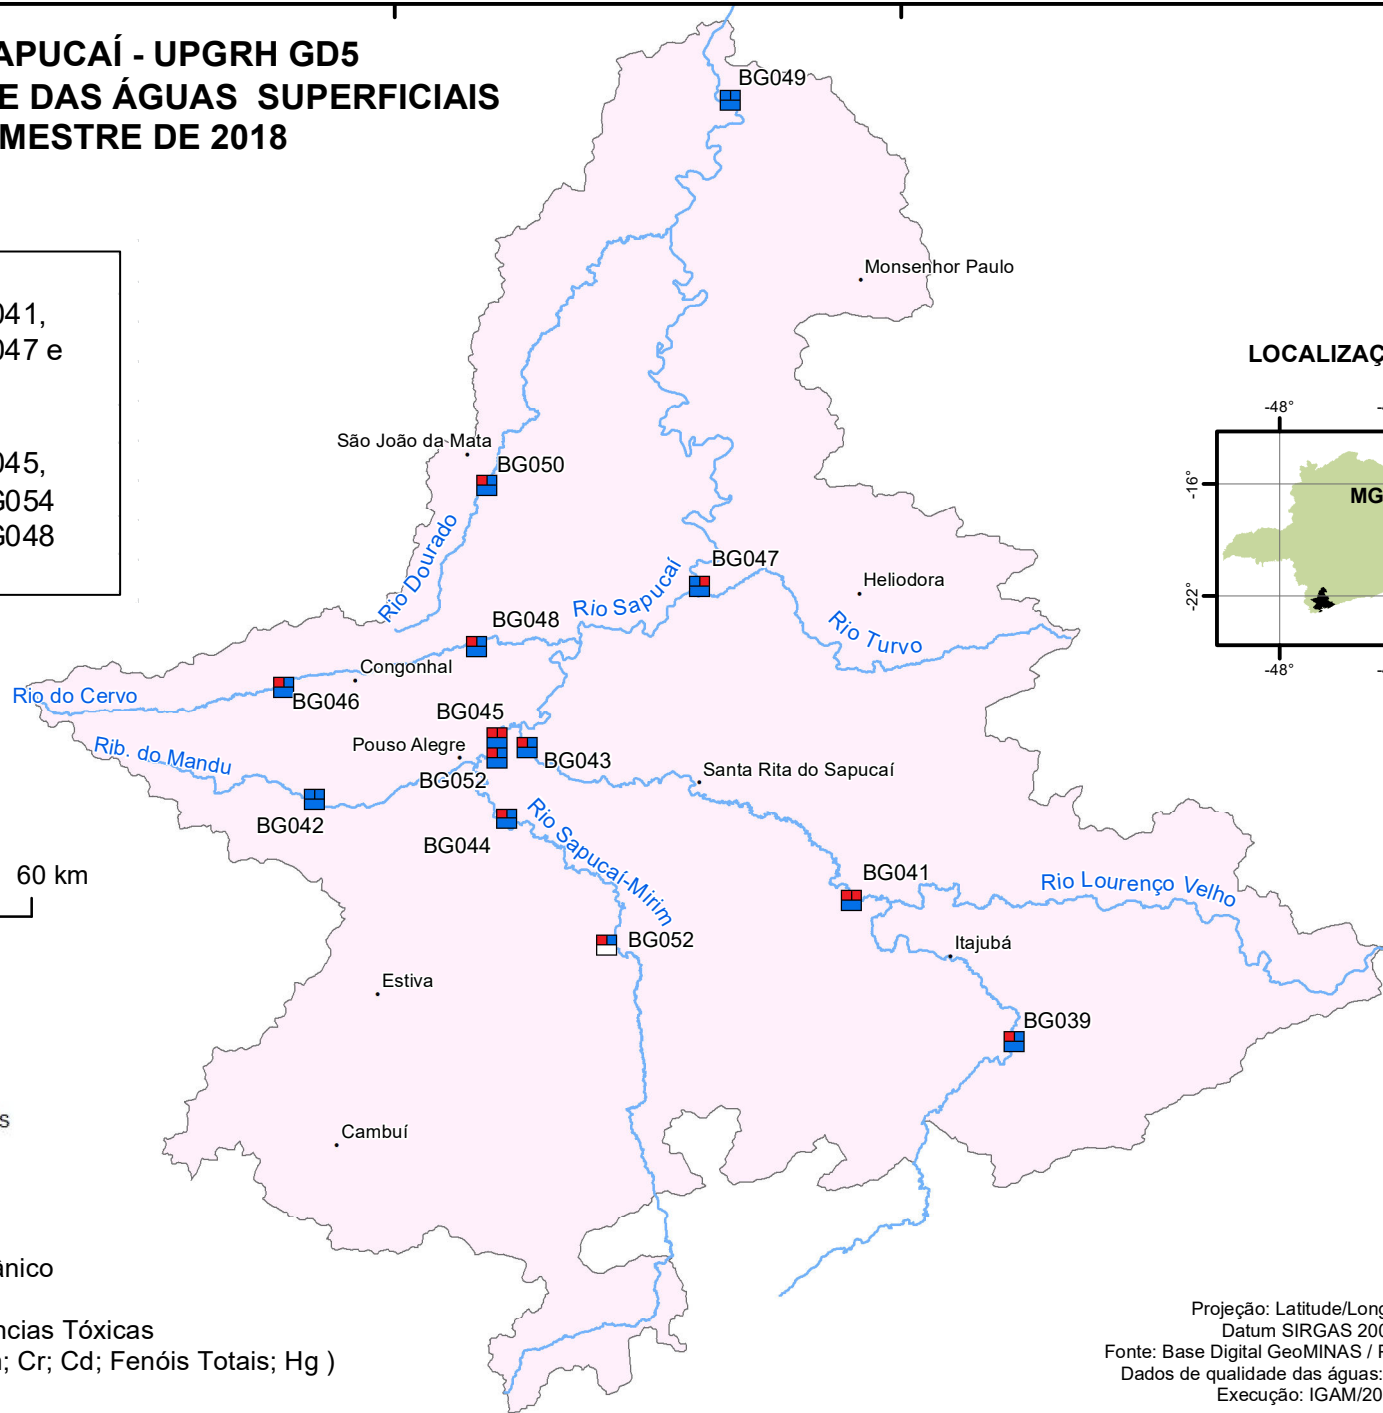 APUCAÍ - UPGRH GD5
E DAS ÁGUAS SUPERFICIAIS
MESTRE DE 2018
BG049
Monsenhor Paulo
041,
047 e
045,
G054
G048
LOCALIZAÇ
-48°
-16°
MG
-22°
-48°
São João da Mata
BG050
Rio Dourado
BG047
Rio Sapucaí
Heliodora
Rio Turvo
BG048
Congonhal
Rio do Cervo
BG046
BG045
Rib. do Mandu
Pouso Alegre
BG043
BG052
Santa Rita do Sapucaí
BG042
BG044
Rio Sapucaí-Mirim
60 km
BG041
Rio Lourenço Velho
BG052
Itajubá
Estiva
BG039
s
Cambuí
ânico
ncias Tóxicas
; Cr; Cd; Fenóis Totais; Hg )
Projeção: Latitude/Long
Datum SIRGAS 200
Fonte: Base Digital GeoMINAS / P
Dados de qualidade das águas:
Execução: IGAM/20